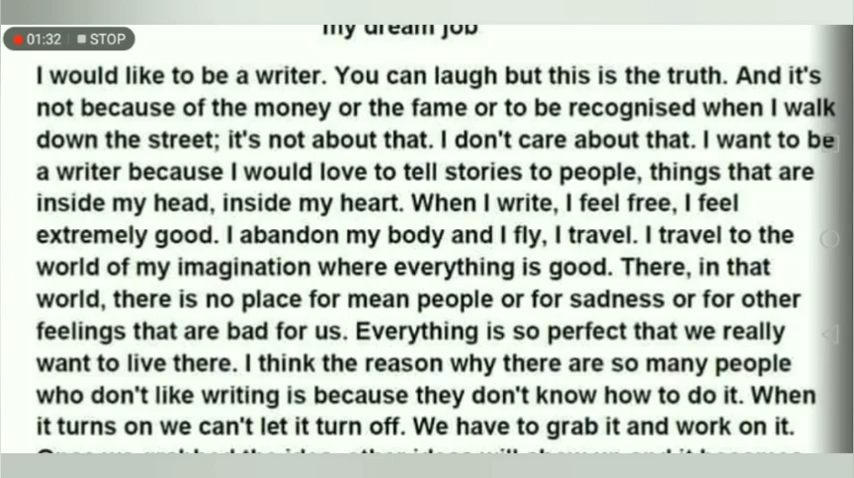 01:32 STOP
my dream job
I would like to be a writer. You can laugh but this is the truth. And it's
not because of the money or the fame or to be recognised when I walk
down the street; it's not about that. I don't care about that. I want to be
a writer because I would love to tell stories to people, things that are
inside my head, inside my heart. When I write, I feel free, I feel
extremely good. I abandon my body and I fly, I travel. I travel to the
world of my imagination where everything is good. There, in that
world, there is no place for mean people or for sadness or for other
feelings that are bad for us. Everything is so perfect that we really
want to live there. I think the reason why there are so many people
who don't like writing is because they don't know how to do it. When
it turns on we can't let it turn off. We have to grab it and work on it.